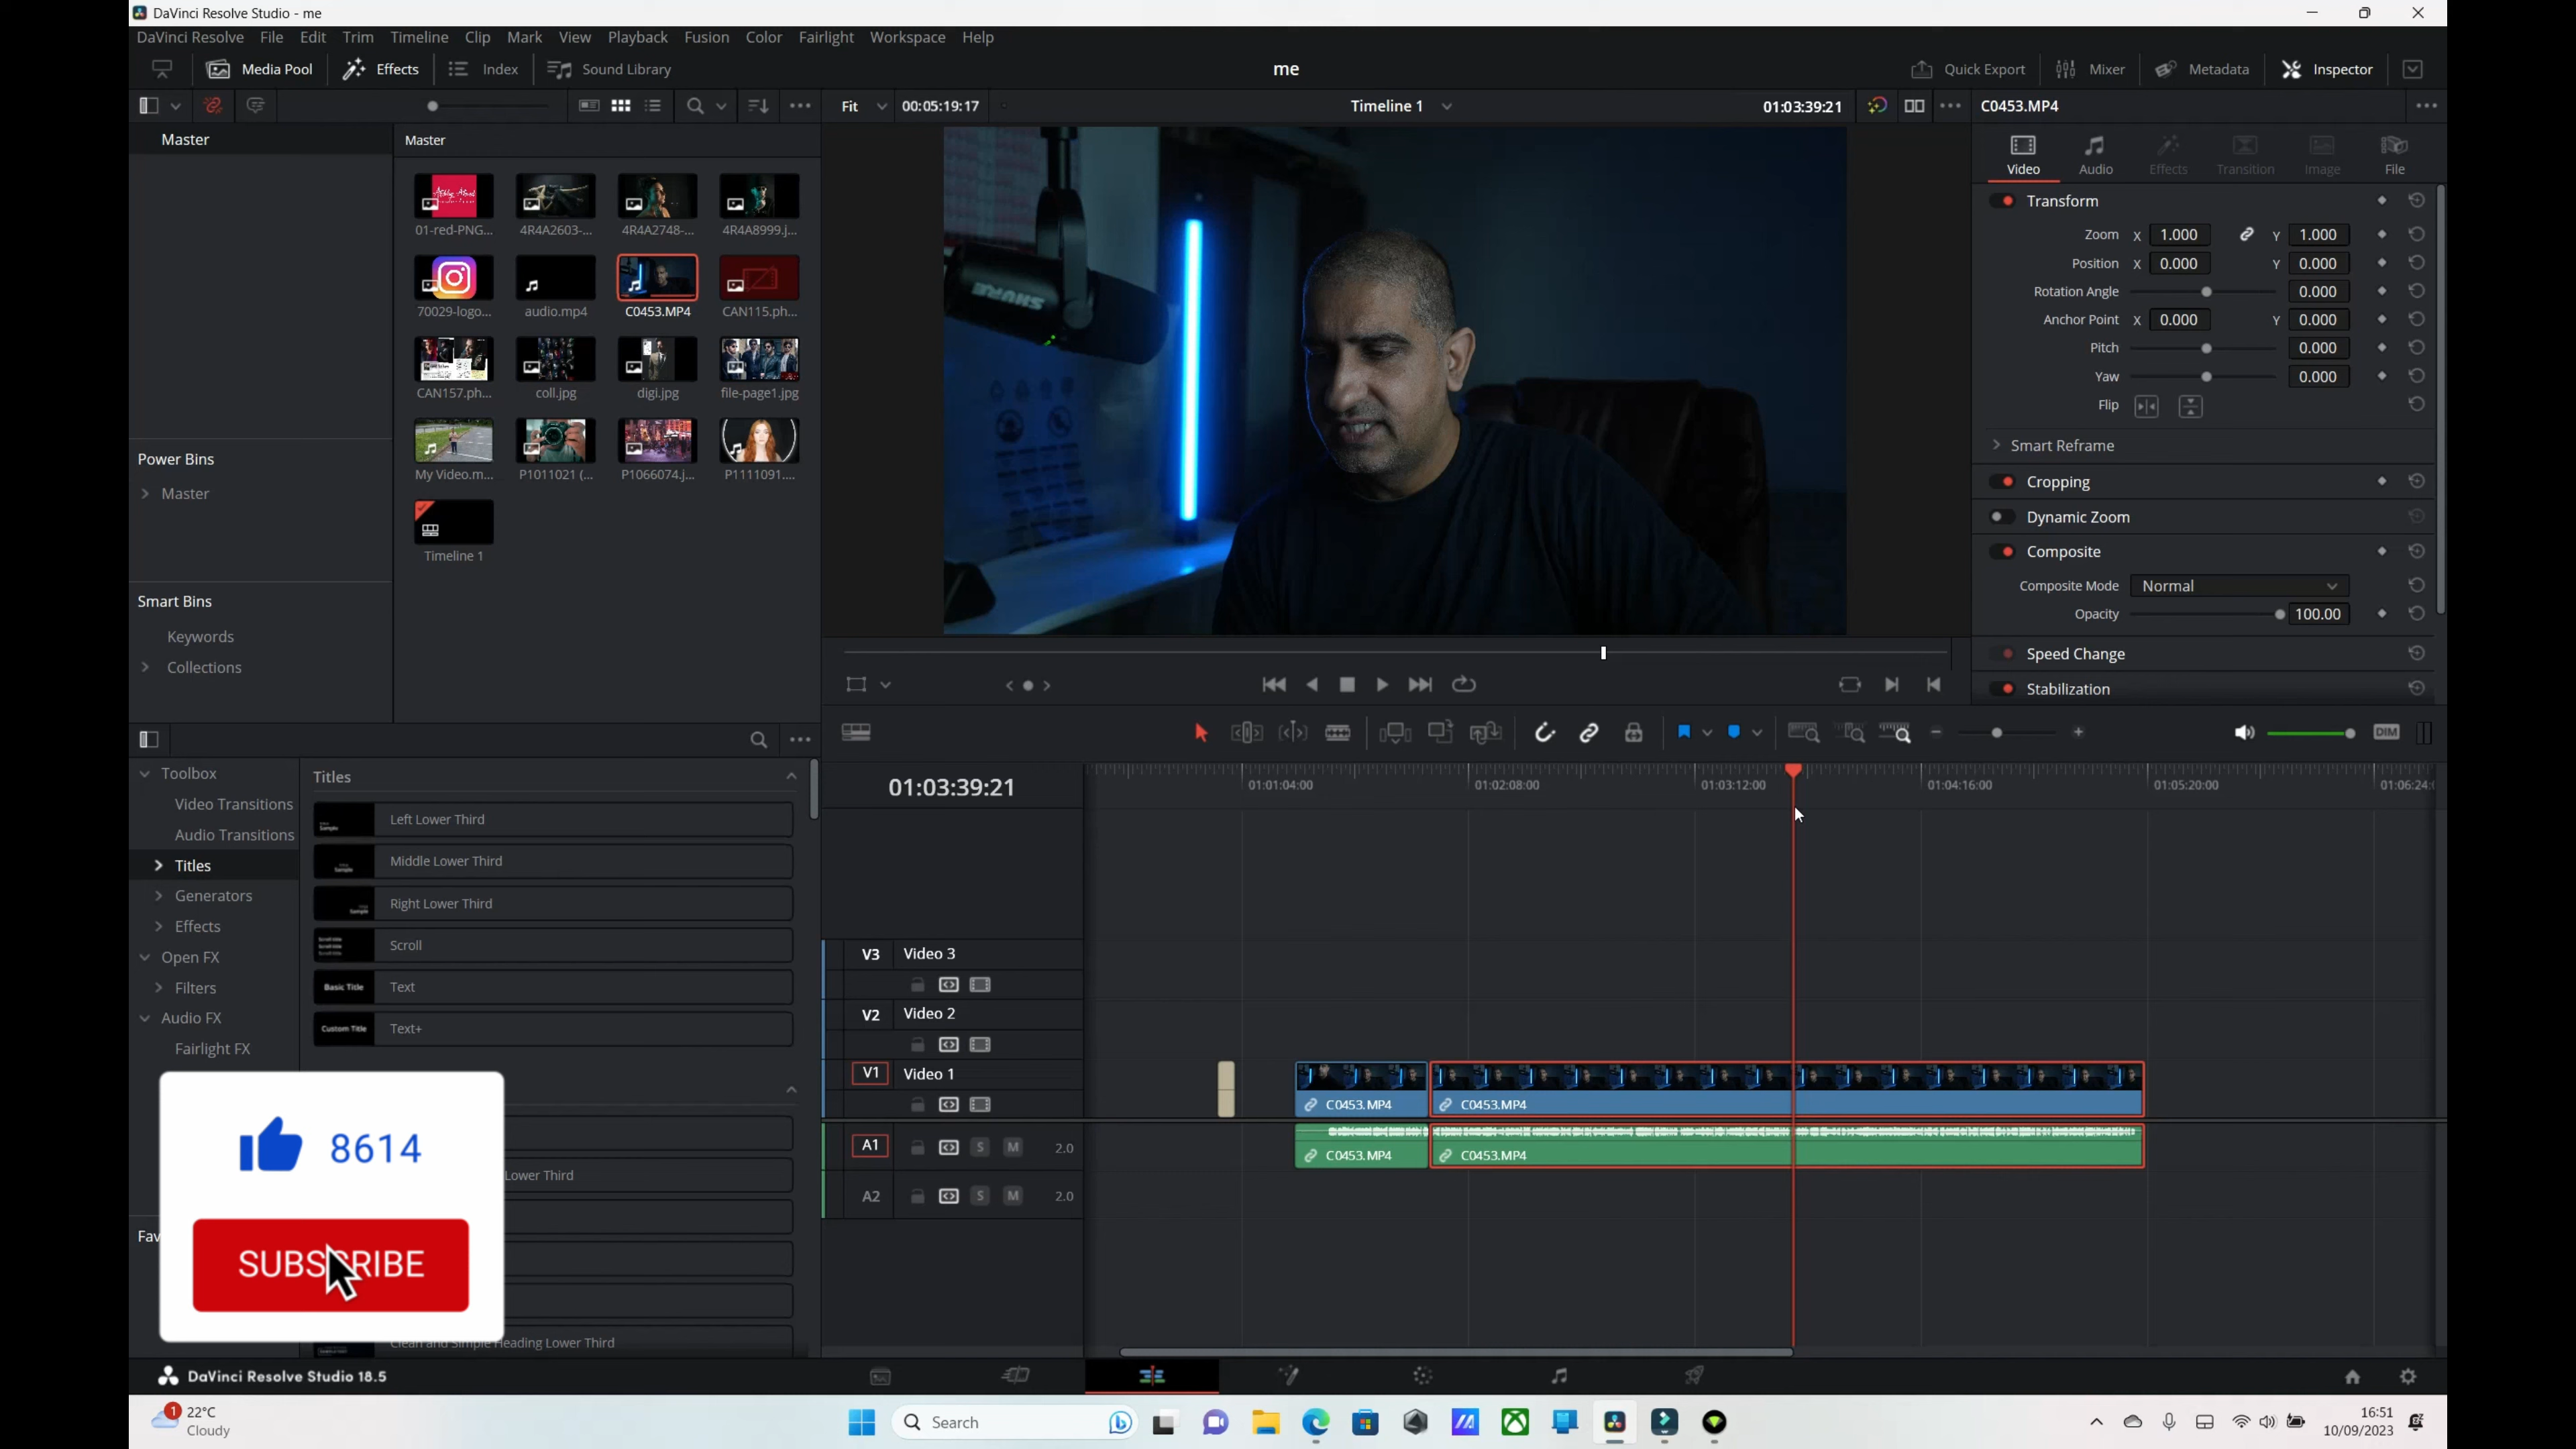 DaVinci Resolve Studio - me
DaVinci Resolve File Edit Trim Timeline Clip Mark View Playback Fusion Color Fairlight Workspace Help
Media Pool Effects Index Sound Library me Quick Export Mixer Metadata Inspector
Fit 00:05:19:17 Timeline 1 01:03:39:21 C0453.MP4
Master
Master
01-red-PNG... 4R4A2603-... 4R4A2748-... 4R4A8999.j...
70029-logo... audio.mp4 C0453.MP4 CAN115.ph...
CAN157.ph... coll.jpg digi.jpg file-page1.jpg
My Video.m... P1011021 (... P1066074.j... P1111091....
Timeline 1
Power Bins
Master
Smart Bins
Keywords
Collections
SHURE
Video Audio Effects Transition Image File
Transform
Zoom X 1.000 Y 1.000
Position X 0.000 Y 0.000
Rotation Angle 0.000
Anchor Point X 0.000 Y 0.000
Pitch 0.000
Yaw 0.000
Flip
Smart Reframe
Cropping
Dynamic Zoom
Composite
Composite Mode Normal
Opacity 100.00
Speed Change
Stabilization
DIM
Toolbox
Video Transitions
Audio Transitions
Titles
Generators
Effects
Open FX
Filters
Audio FX
Fairlight FX
Fav
Titles
Left Lower Third
Middle Lower Third
Right Lower Third
Scroll
Basic Title Text
Custom Title Text+
Lower Third
Clean and Simple Heading Lower Third
8614
SUBSCRIBE
01:03:39:21
01:01:04:00 01:02:08:00 01:03:12:00 01:04:16:00 01:05:20:00 01:06:24:
V3 Video 3
V2 Video 2
V1 Video 1
C0453.MP4 C0453.MP4
A1 S M 2.0
C0453.MP4 C0453.MP4
A2 S M 2.0
DaVinci Resolve Studio 18.5
1 22°C
Cloudy
Search
16:51
10/09/2023